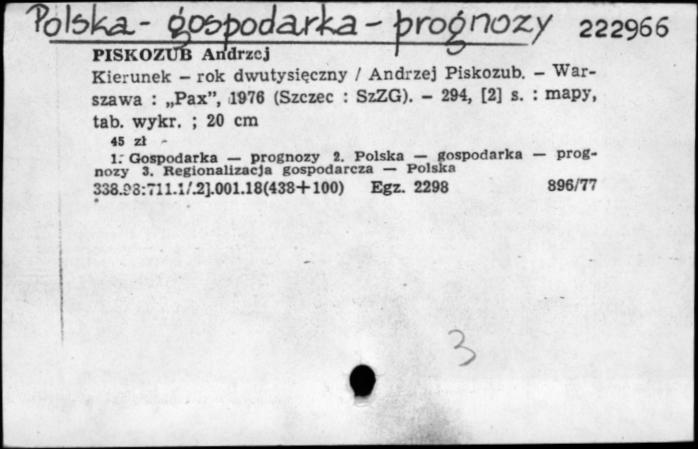 Polska - gospodarka - prognozy 222966
PISKOZUB Andrzej
Kierunek – rok dwutysięczny / Andrzej Piskozub. – War-
szawa : „Pax”, 1976 (Szczec : SzZG). – 294, [2] s. : mapy,
tab. wykr. ; 20 cm
45 zł
1. Gospodarka — prognozy 2. Polska — gospodarka — prog-
nozy 3. Regionalizacja gospodarcza — Polska
338.98:711.1/.2].001.18(438+100) Egz. 2298 896/77
3